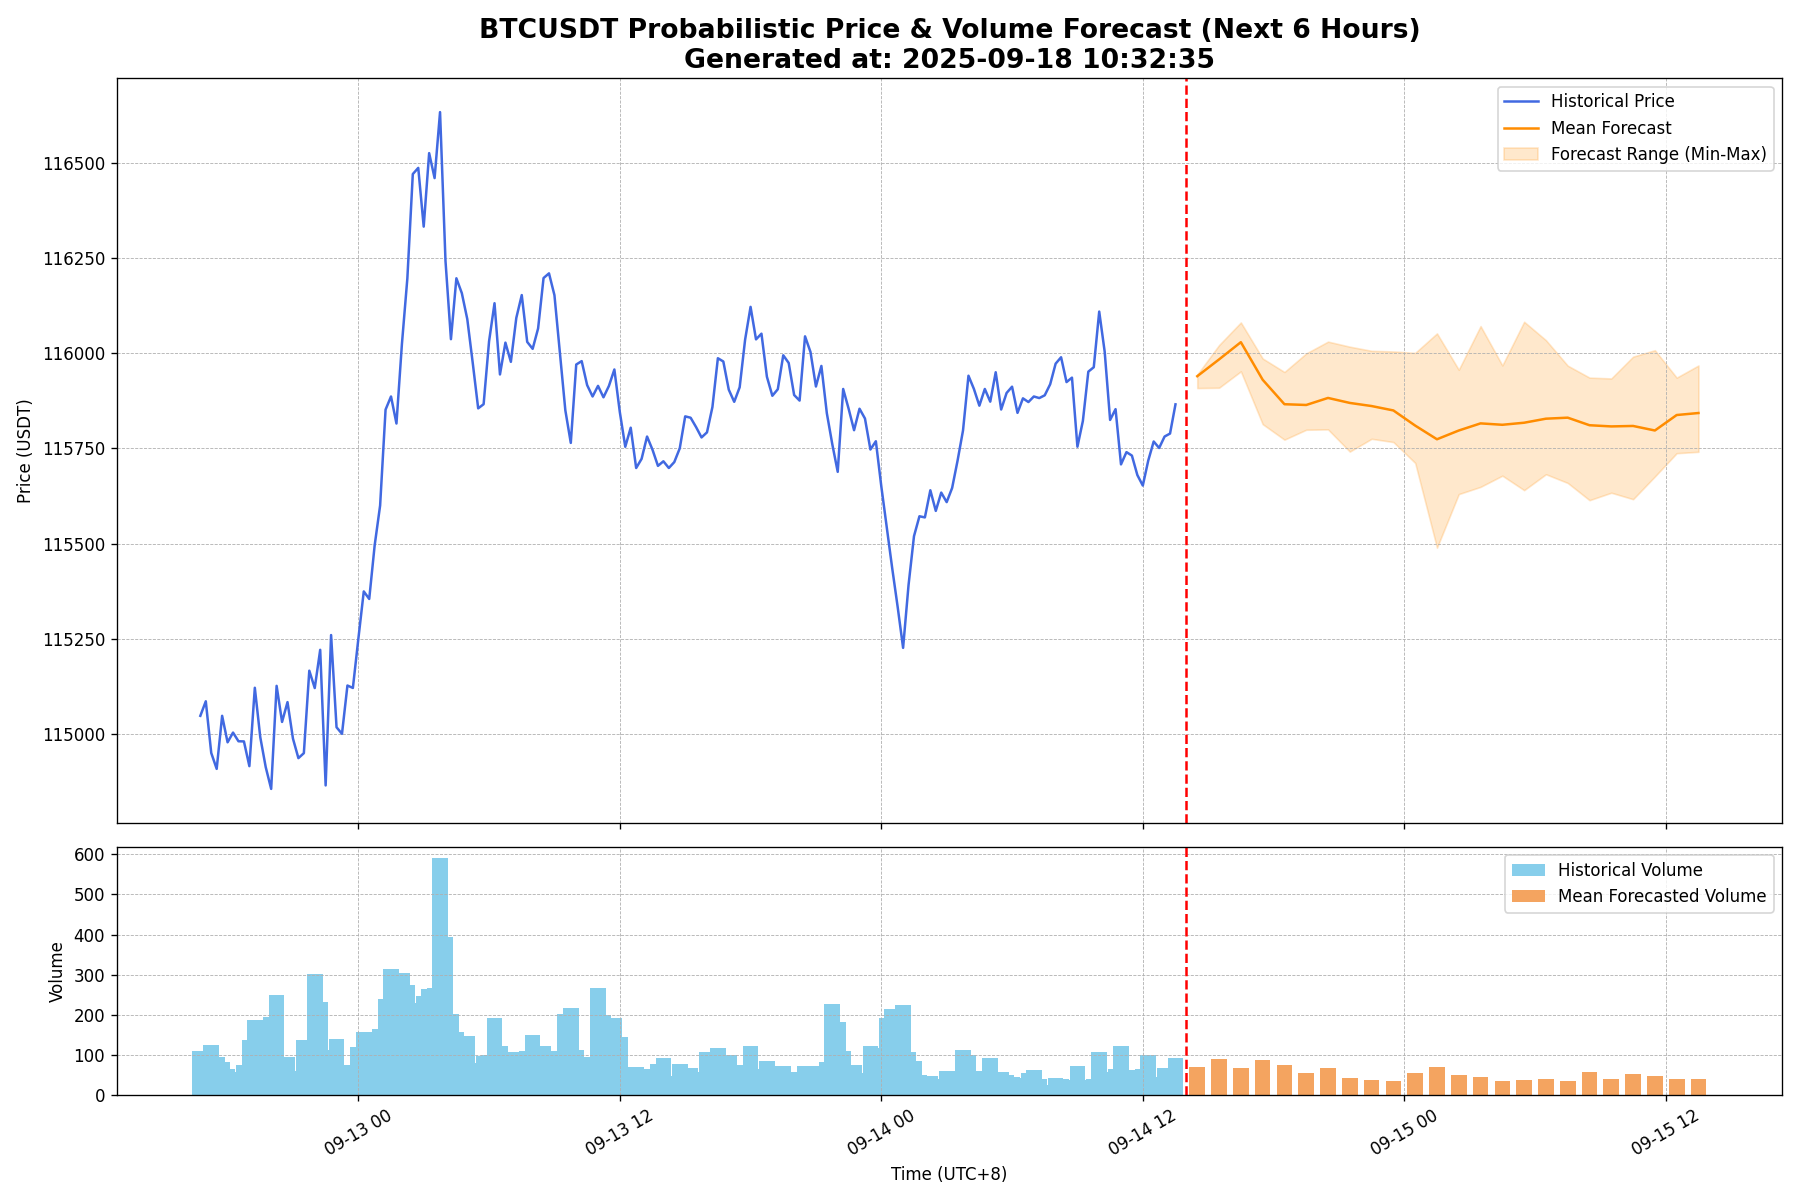 BTCUSDT Probabilistic Price & Volume Forecast (Next 6 Hours)
Generated at: 2025-09-18 10:32:35
Historical Price
Mean Forecast
Forecast Range (Min-Max)
116500
116250
116000
115750
115500
115250
115000
Price (USDT)
Historical Volume
Mean Forecasted Volume
600
500
400
300
200
100
0
Volume
09-13 00
09-13 12
09-14 00
09-14 12
09-15 00
09-15 12
Time (UTC+8)